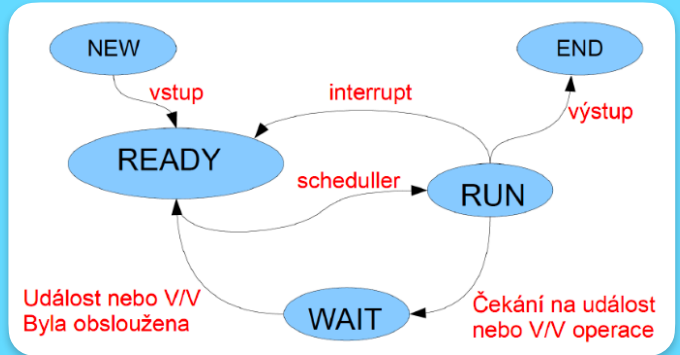 NEW
END
vstup
interrupt
výstup
READY
scheduller
RUN
Událost nebo V/V
Byla obsloužena
WAIT
Čekání na událost
nebo V/V operace